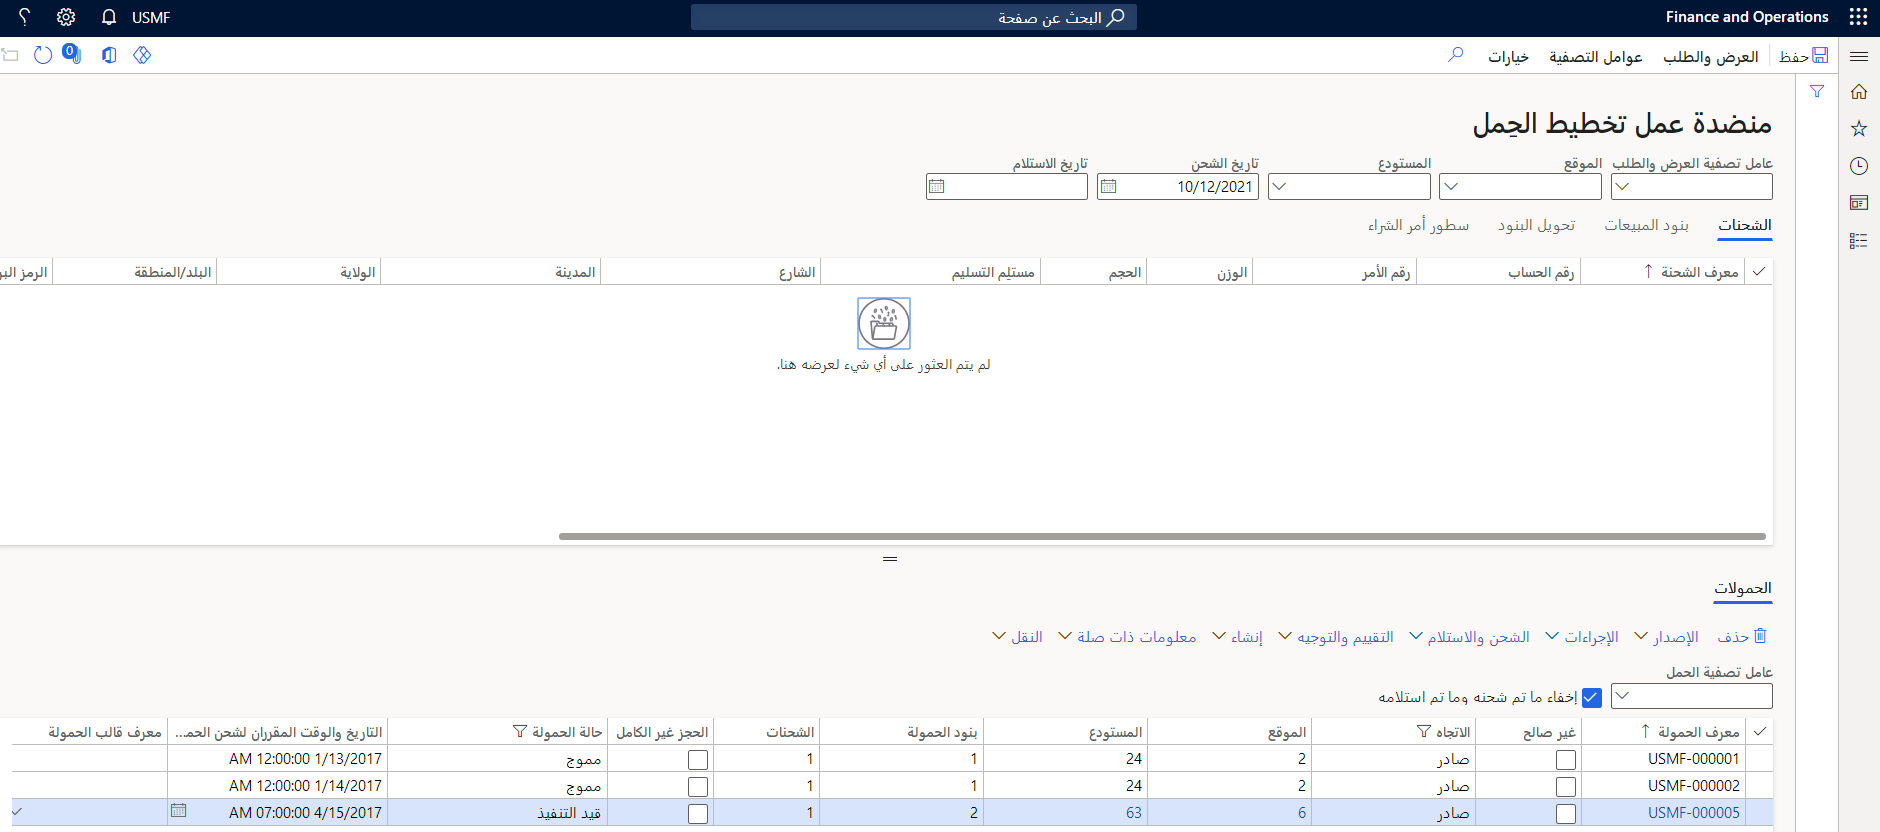 Finance and Operations
البحث عن صفحة
USMF
حفظ
العرض والطلب
عوامل التصفية
خيارات
0
منضدة عمل تخطيط الحِمل
عامل تصفية العرض والطلب
الموقع
المستودع
تاريخ الشحن
تاريخ الاستلام
10/12/2021
الشحنات
بنود المبيعات
تحويل البنود
سطور أمر الشراء
معرف الشحنة
رقم الحساب
رقم الأمر
الوزن
الحجم
مستلِم التسليم
الشارع
المدينة
الولاية
البلد/المنطقة
الرمز
لم يتم العثور على أي شيء لعرضه هنا.
الحمولات
حذف
الإصدار
الإجراءات
الشحن والاستلام
التقييم والتوجيه
إنشاء
معلومات ذات صلة
النقل
عامل تصفية الحمل
إخفاء ما تم شحنه وما تم استلامه
معرف الحمولة
غير صالح
الاتجاه
الموقع
المستودع
بنود الحمولة
الشحنات
الحجز غير الكامل
حالة الحمولة
التاريخ والوقت المقرران لشحن الحمـ...
معرف قالب الحمولة
USMF-000001 صادر 2 24 1 1 مموج 1/13/2017 12:00:00 AM
USMF-000002 صادر 2 24 1 1 مموج 1/14/2017 12:00:00 AM
USMF-000005 صادر 6 63 2 1 قيد التنفيذ 4/15/2017 07:00:00 AM